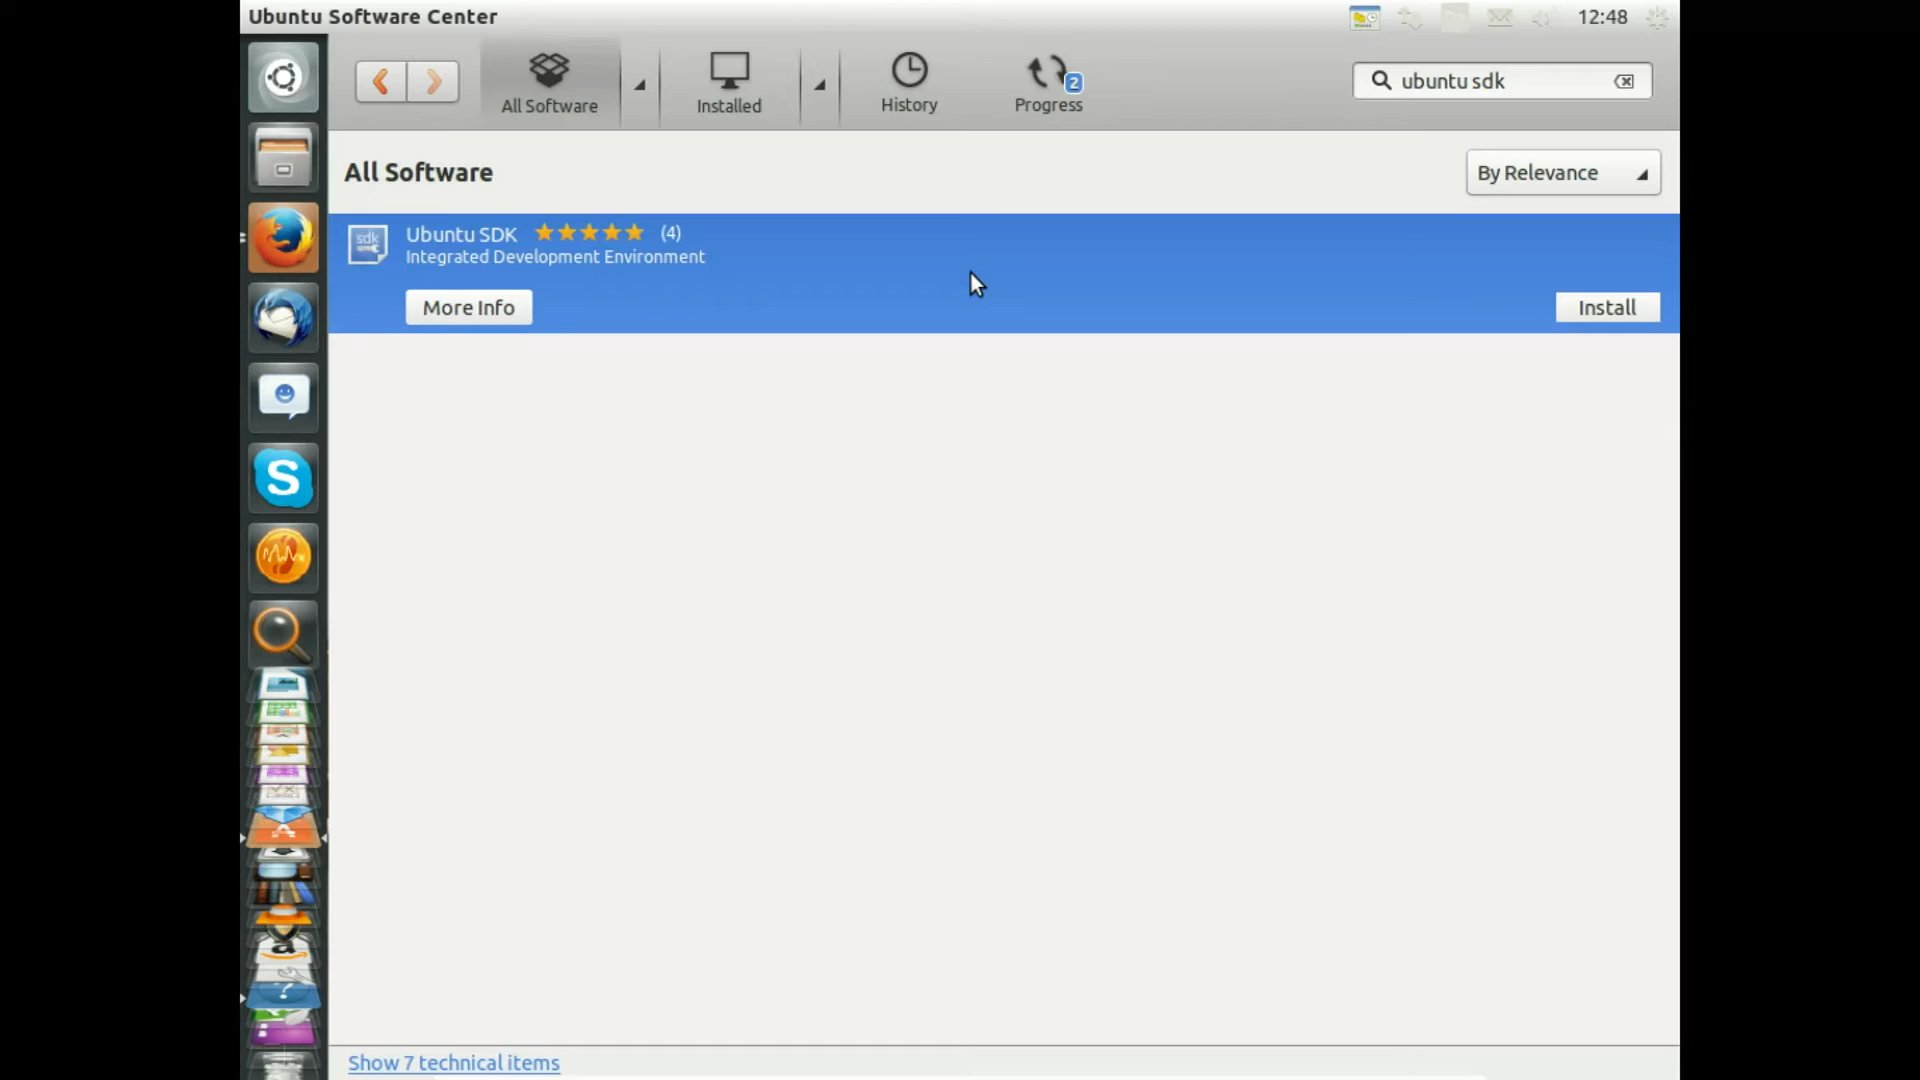 Ubuntu Software Center
12:48
All Software
Installed
History
Progress
2
ubuntu sdk
All Software
By Relevance
sdk
Ubuntu SDK
(4)
Integrated Development Environment
More Info
Install
S
a
Show 7 technical items